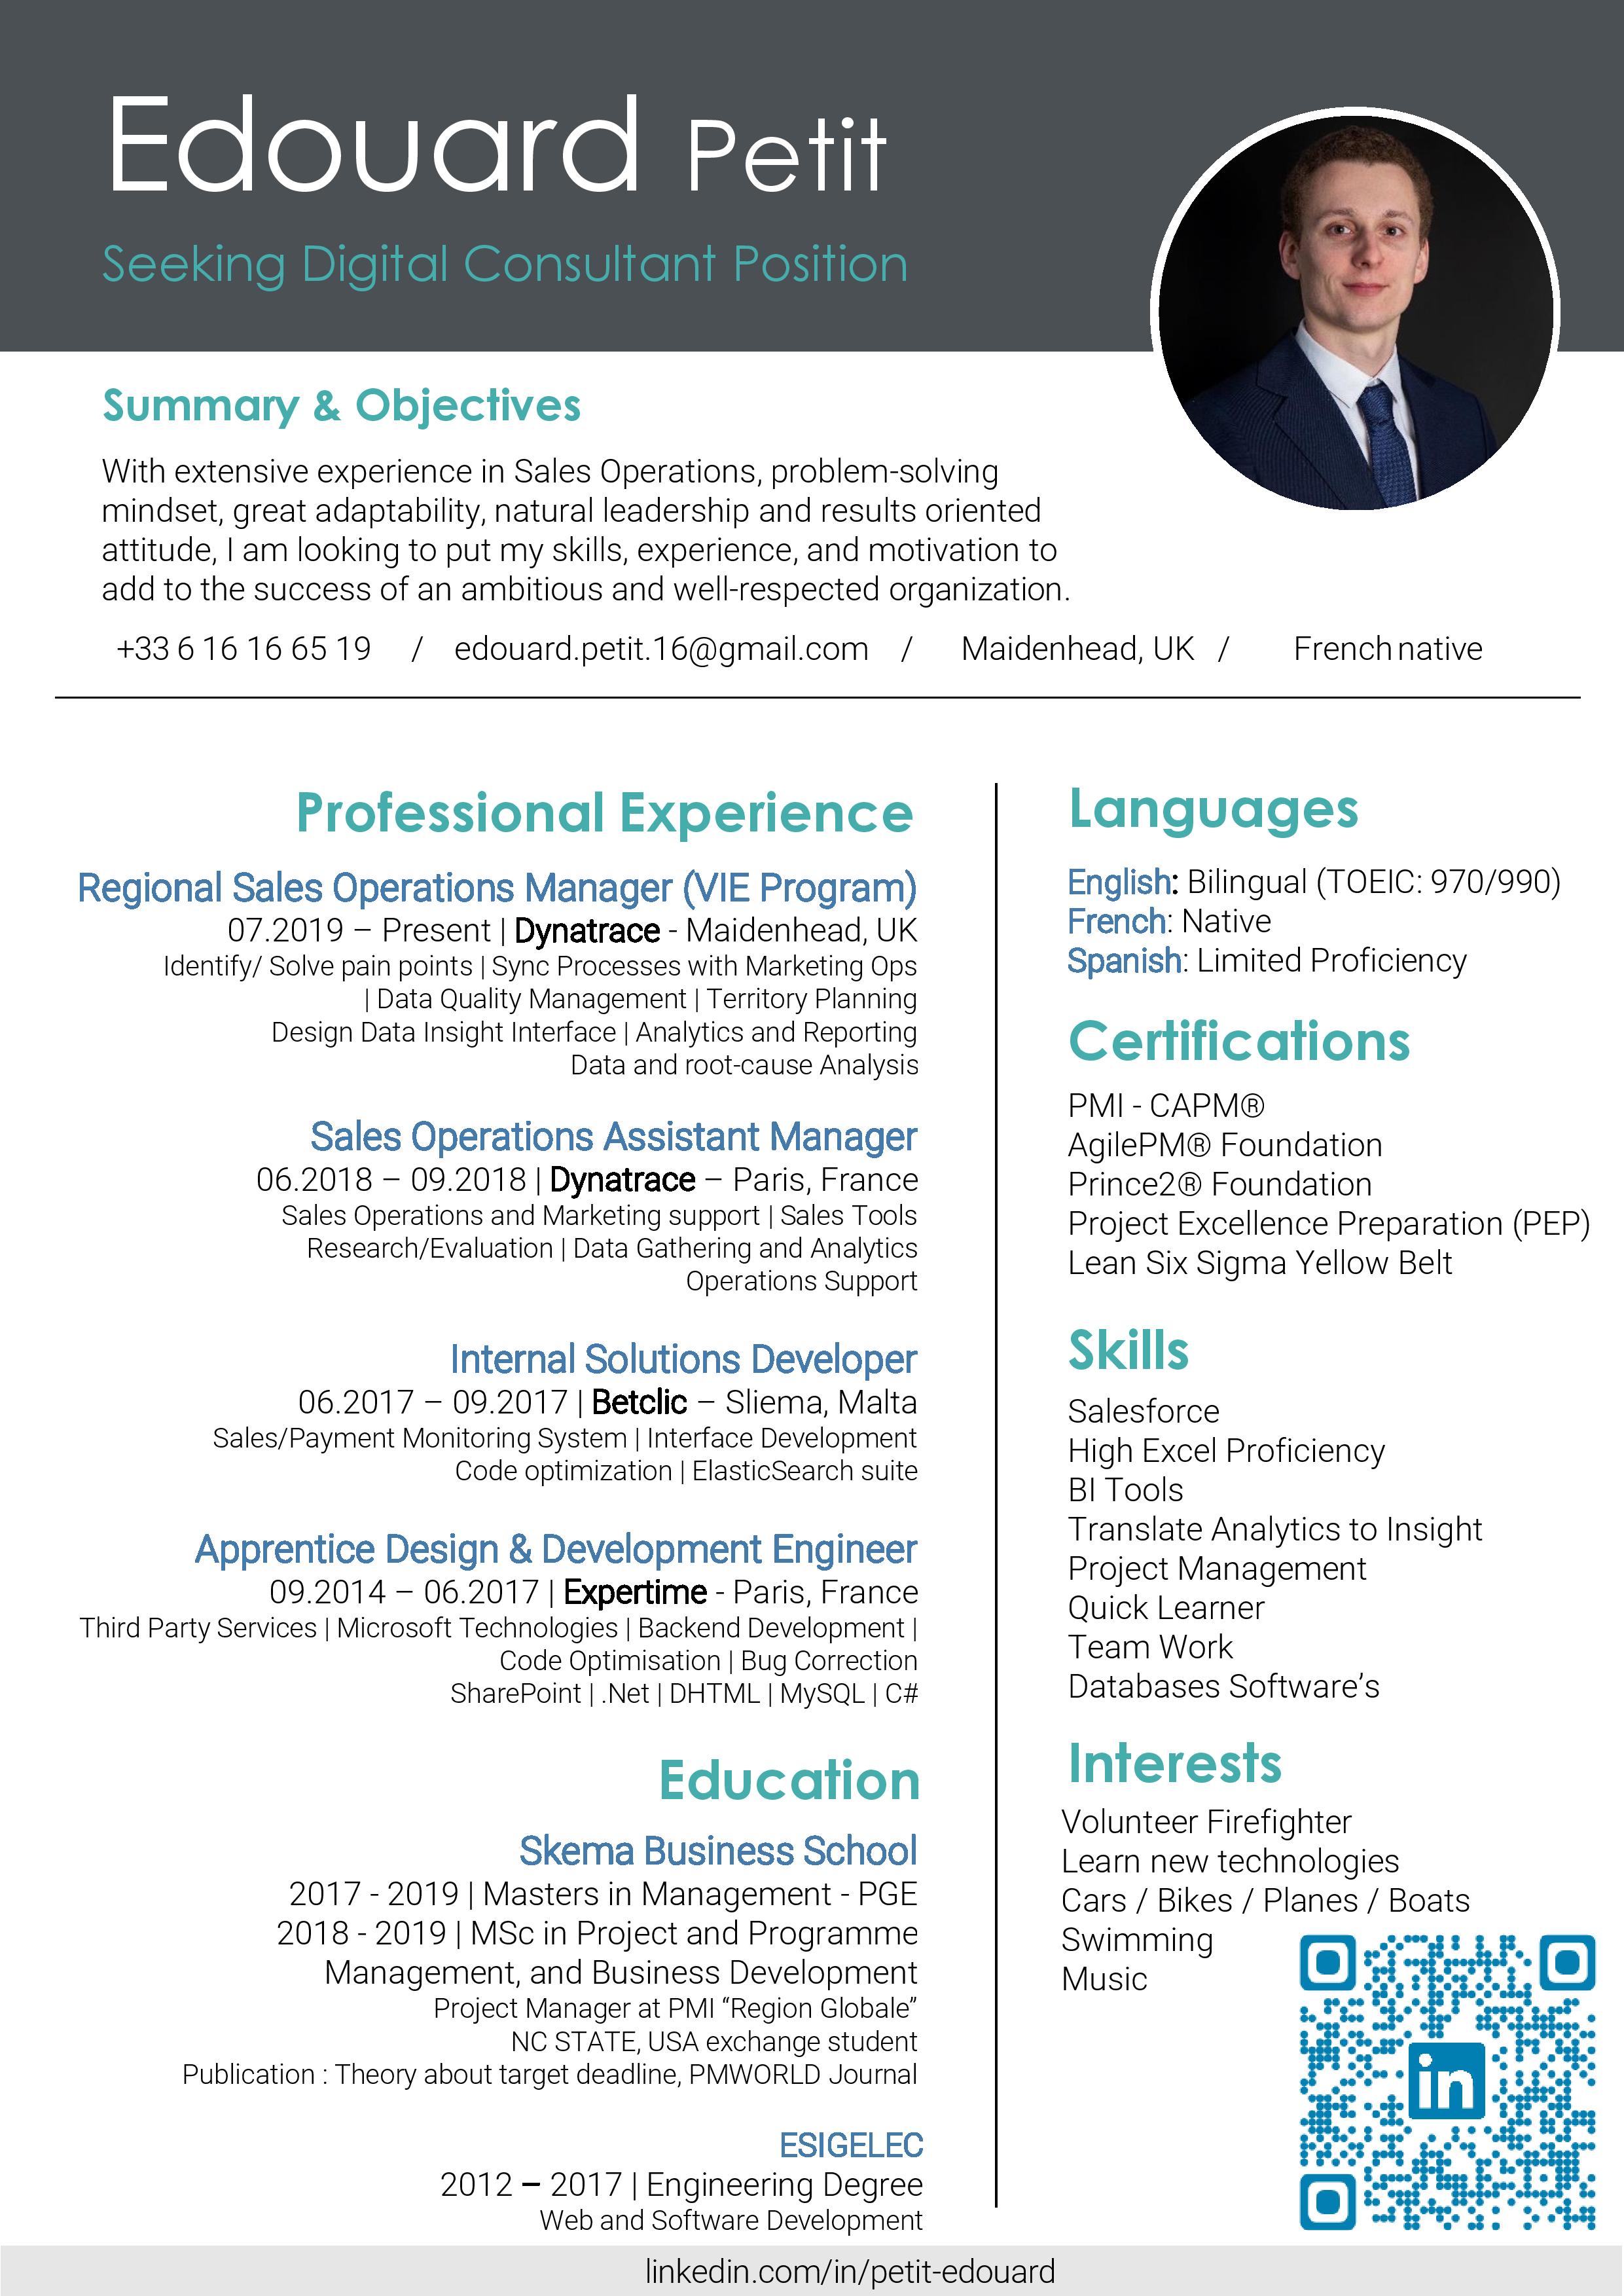 Edouard Petit
Seeking Digital Consultant Position
Summary & Objectives
With extensive experience in Sales Operations, problem-solving
mindset, great adaptability, natural leadership and results oriented
attitude, I am looking to put my skills, experience, and motivation to
add to the success of an ambitious and well-respected organization.
+33 6 16 16 65 19 / edouard.petit.16@gmail.com / Maidenhead, UK / French native
Professional Experience
Regional Sales Operations Manager (VIE Program)
07.2019 – Present | Dynatrace - Maidenhead, UK
Identify/ Solve pain points | Sync Processes with Marketing Ops
| Data Quality Management | Territory Planning
Design Data Insight Interface | Analytics and Reporting
Data and root-cause Analysis
Sales Operations Assistant Manager
06.2018 – 09.2018 | Dynatrace – Paris, France
Sales Operations and Marketing support | Sales Tools
Research/Evaluation | Data Gathering and Analytics
Operations Support
Internal Solutions Developer
06.2017 – 09.2017 | Betclic – Sliema, Malta
Sales/Payment Monitoring System | Interface Development
Code optimization | ElasticSearch suite
Apprentice Design & Development Engineer
09.2014 – 06.2017 | Expertime - Paris, France
Third Party Services | Microsoft Technologies | Backend Development |
Code Optimisation | Bug Correction
SharePoint | .Net | DHTML | MySQL | C#
Education
Skema Business School
2017 - 2019 | Masters in Management - PGE
2018 - 2019 | MSc in Project and Programme
Management, and Business Development
Project Manager at PMI “Region Globale”
NC STATE, USA exchange student
Publication : Theory about target deadline, PMWORLD Journal
ESIGELEC
2012 – 2017 | Engineering Degree
Web and Software Development
Languages
English: Bilingual (TOEIC: 970/990)
French: Native
Spanish: Limited Proficiency
Certifications
PMI - CAPM®
AgilePM® Foundation
Prince2® Foundation
Project Excellence Preparation (PEP)
Lean Six Sigma Yellow Belt
Skills
Salesforce
High Excel Proficiency
BI Tools
Translate Analytics to Insight
Project Management
Quick Learner
Team Work
Databases Software’s
Interests
Volunteer Firefighter
Learn new technologies
Cars / Bikes / Planes / Boats
Swimming
Music
in
linkedin.com/in/petit-edouard